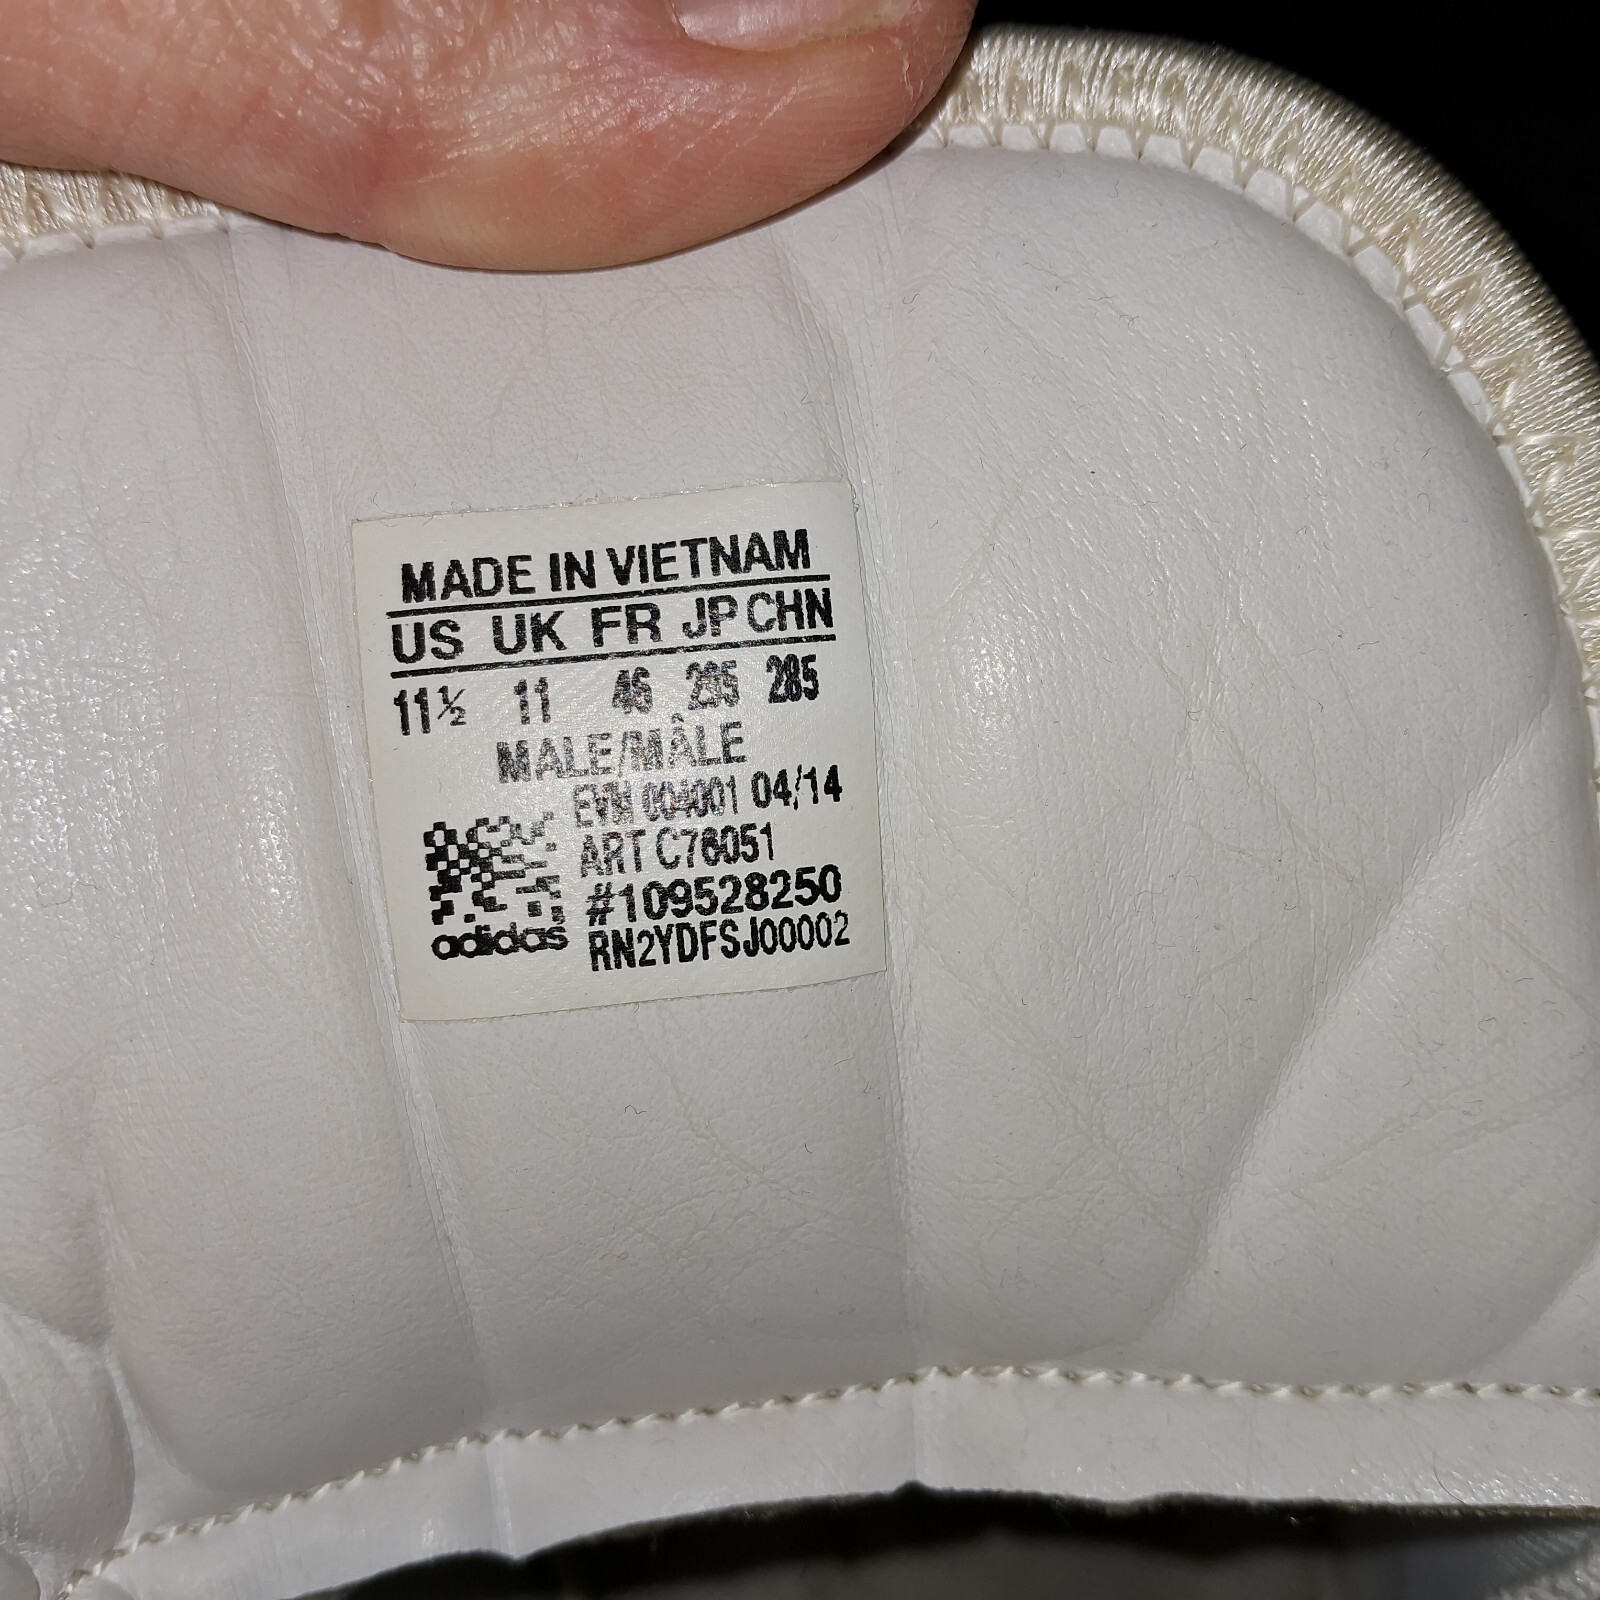 MADE IN VIETNAM
US UK FR JP CHN
11½ 11 46 295 285
MALE/MÂLE
EVN 004001 04/14
ART C76051
#109528250
adidas RN2YDFSJ00002